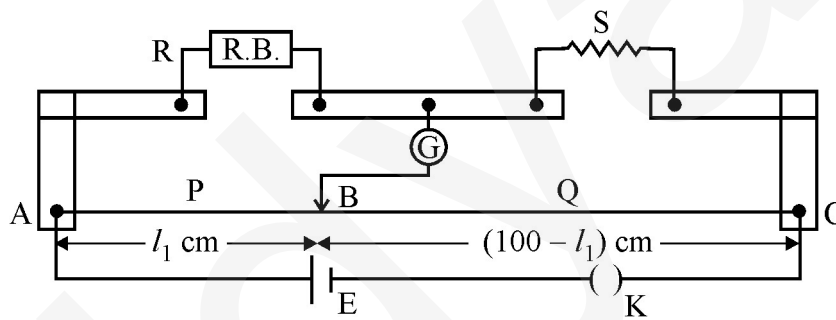 S
R R.B.
G
P B Q
A C
l₁ cm (100 – l₁) cm
E K